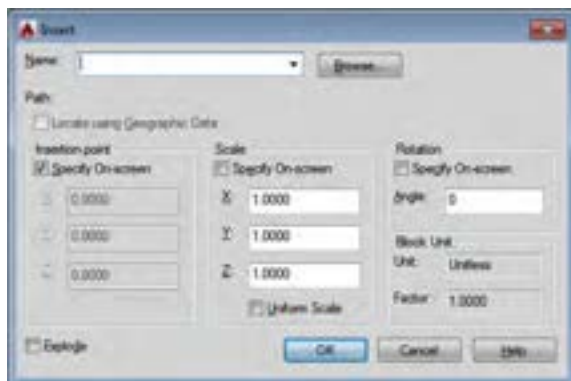 Insert
Name:
Browse...
Path:
Locate using Geographic Data
Insertion point
Specify On-screen
X: 0.0000
Y: 0.0000
Z: 0.0000
Scale
Specify On-screen
X: 1.0000
Y: 1.0000
Z: 1.0000
Uniform Scale
Rotation
Specify On-screen
Angle: 0
Block Unit
Unit: Unitless
Factor: 1.0000
Explode
OK
Cancel
Help